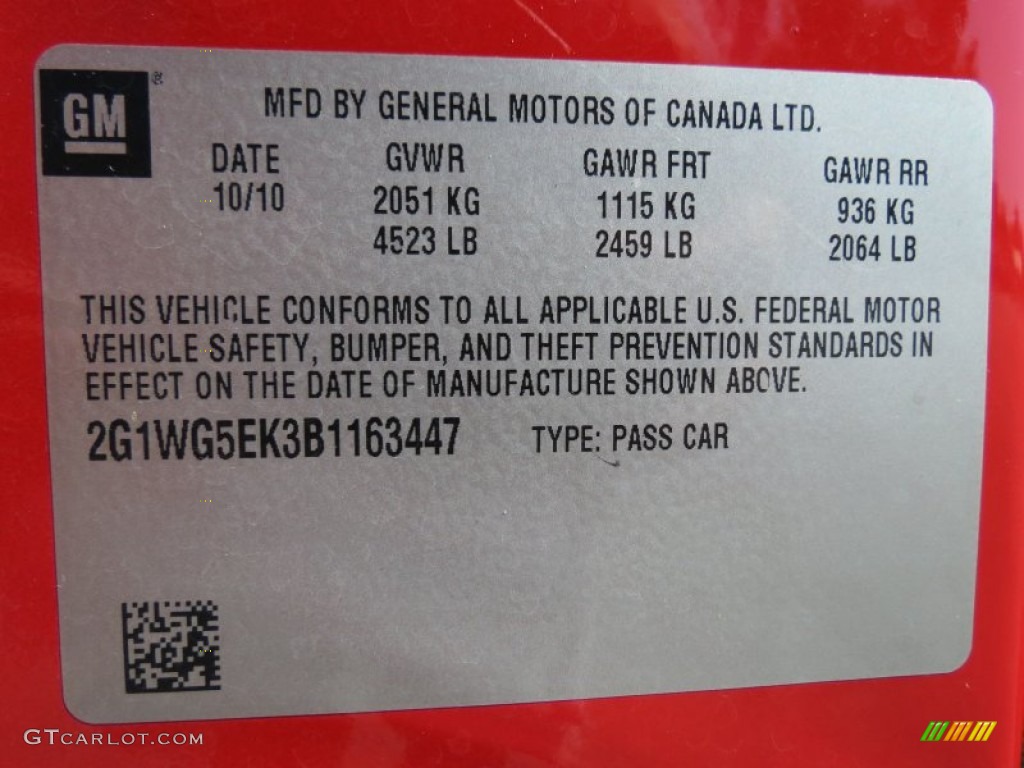 GM ®
MFD BY GENERAL MOTORS OF CANADA LTD.
DATE GVWR GAWR FRT GAWR RR
10/10 2051 KG 1115 KG 936 KG
4523 LB 2459 LB 2064 LB
THIS VEHICLE CONFORMS TO ALL APPLICABLE U.S. FEDERAL MOTOR
VEHICLE SAFETY, BUMPER, AND THEFT PREVENTION STANDARDS IN
EFFECT ON THE DATE OF MANUFACTURE SHOWN ABOVE.
2G1WG5EK3B1163447 TYPE: PASS CAR
GTCARLOT.COM